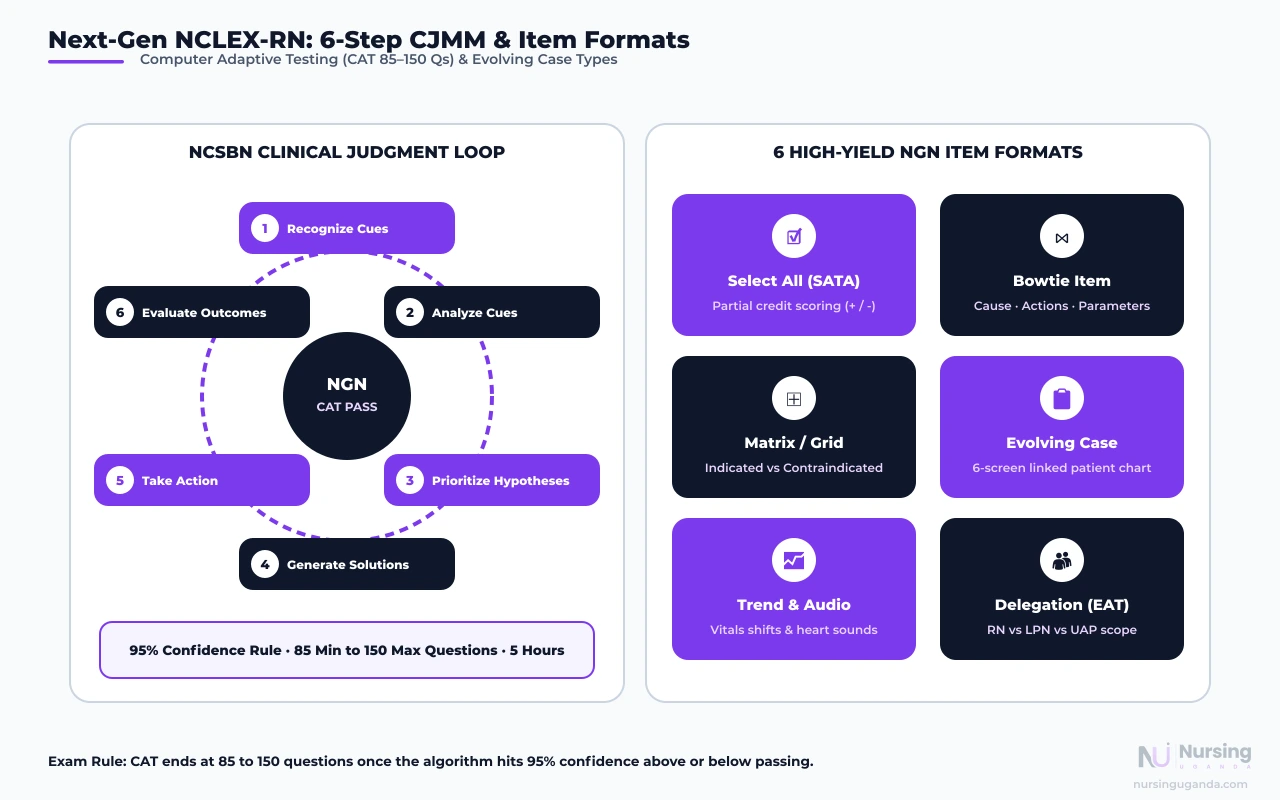 Next-Gen NCLEX-RN: 6-Step CJMM & Item Formats
Computer Adaptive Testing (CAT 85–150 Qs) & Evolving Case Types
NCSBN CLINICAL JUDGMENT LOOP
1 Recognize Cues
6 Evaluate Outcomes
2 Analyze Cues
NGN
CAT PASS
5 Take Action
3 Prioritize Hypotheses
4 Generate Solutions
95% Confidence Rule · 85 Min to 150 Max Questions · 5 Hours
6 HIGH-YIELD NGN ITEM FORMATS
Select All (SATA)
Partial credit scoring (+ / -)
Bowtie Item
Cause · Actions · Parameters
Matrix / Grid
Indicated vs Contraindicated
Evolving Case
6-screen linked patient chart
Trend & Audio
Vitals shifts & heart sounds
Delegation (EAT)
RN vs LPN vs UAP scope
Exam Rule: CAT ends at 85 to 150 questions once the algorithm hits 95% confidence above or below passing.
NU Nursing
UGANDA
nursinguganda.com